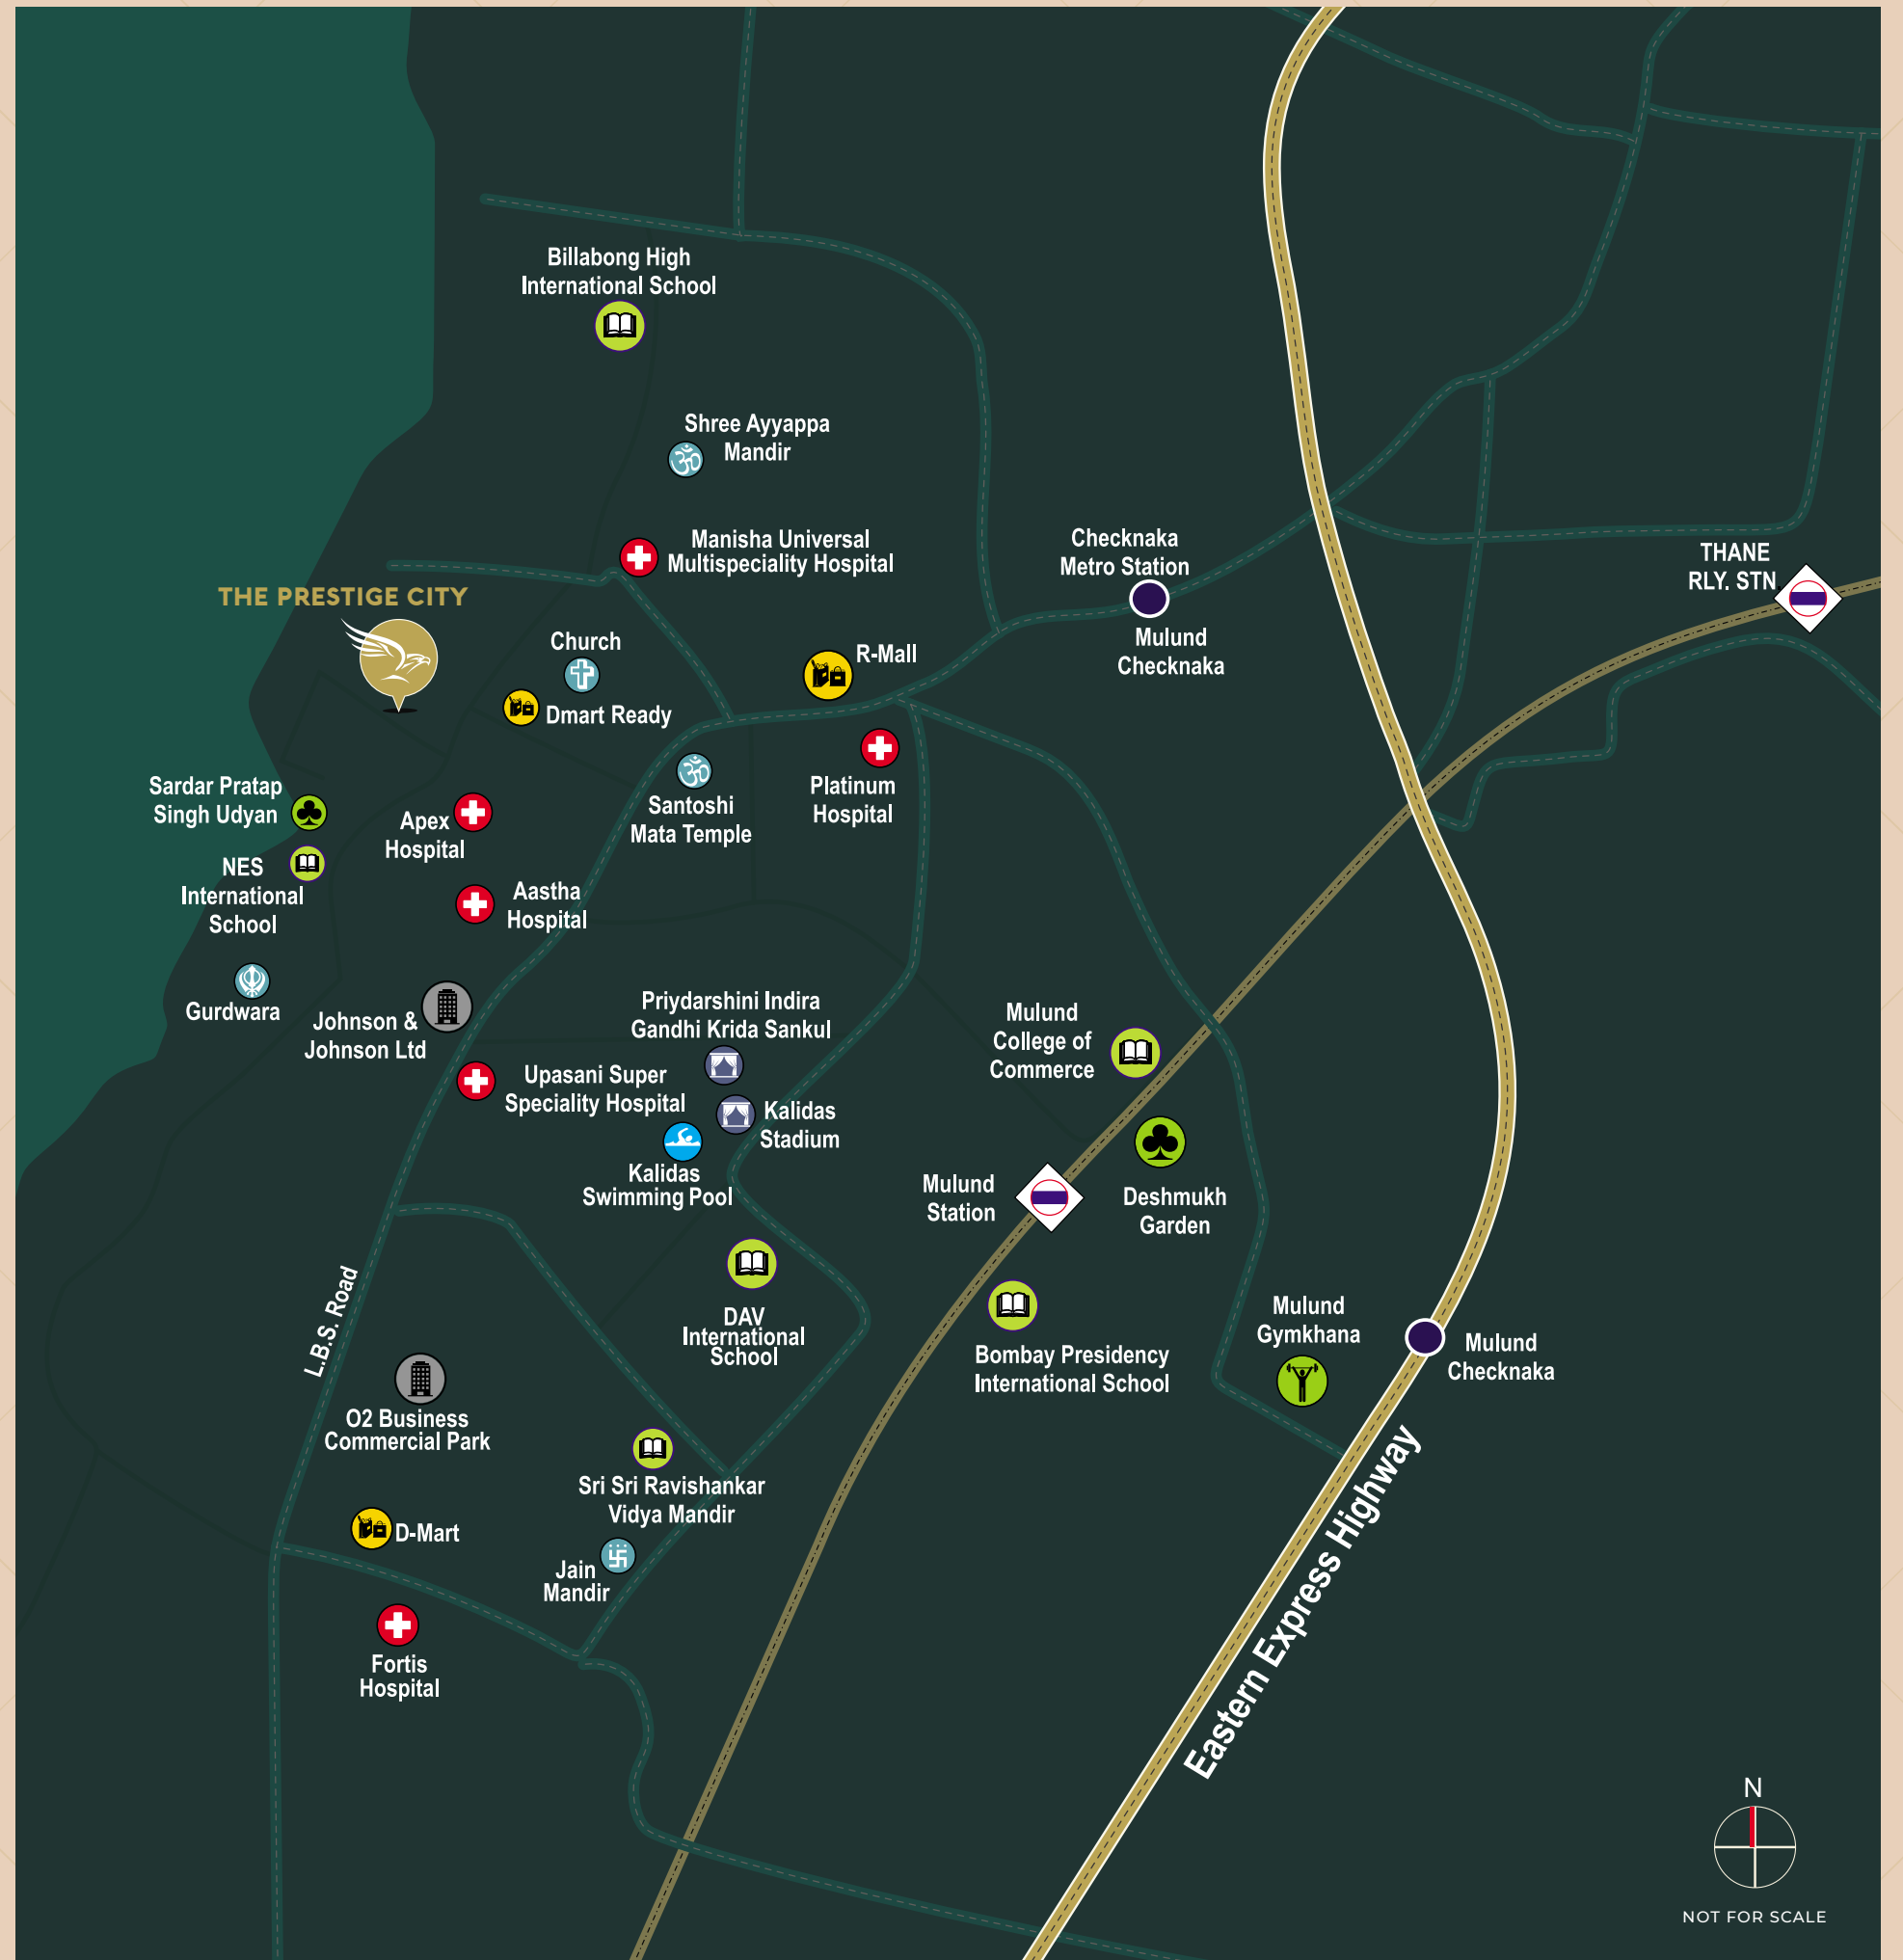 Billabong High
International School
Shree Ayyappa
Mandir
Manisha Universal
Multispeciality Hospital
Checknaka
Metro Station
Mulund
Checknaka
THANE
RLY. STN.
THE PRESTIGE CITY
Church
Dmart Ready
R-Mall
Platinum
Hospital
Santoshi
Mata Temple
Sardar Pratap
Singh Udyan
Apex
Hospital
NES
International
School
Aastha
Hospital
Gurdwara
Johnson &
Johnson Ltd
Priydarshini Indira
Gandhi Krida Sankul
Upasani Super
Speciality Hospital
Kalidas
Stadium
Kalidas
Swimming Pool
Mulund
College of
Commerce
Mulund
Station
Deshmukh
Garden
DAV
International
School
Bombay Presidency
International School
Mulund
Gymkhana
Mulund
Checknaka
L.B.S. Road
O2 Business
Commercial Park
Sri Sri Ravishankar
Vidya Mandir
D-Mart
Jain
Mandir
Fortis
Hospital
Eastern Express Highway
N
NOT FOR SCALE